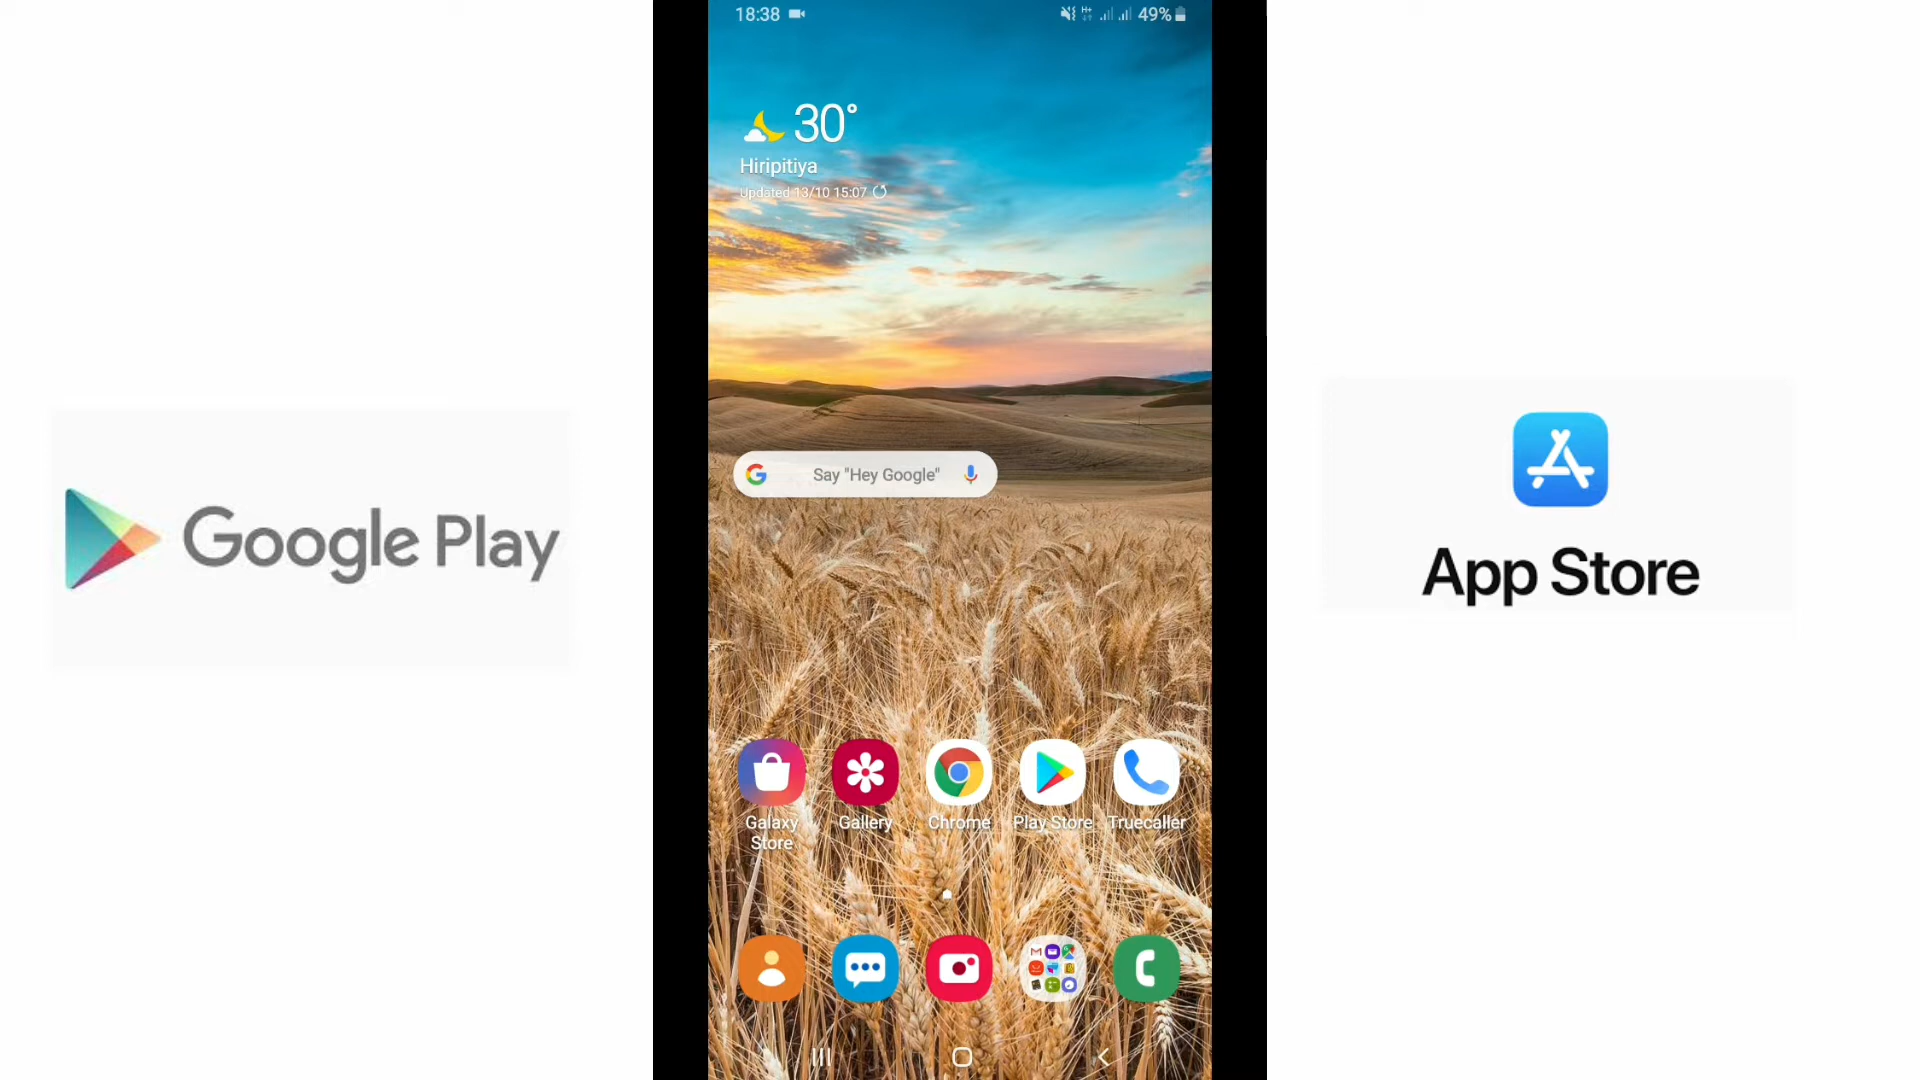 18:38
49%
30°
Hiripitiya
Updated 13/10 15:07
Say "Hey Google"
Google Play
App Store
Galaxy
Store
Gallery
Chrome
Play Store
Truecaller